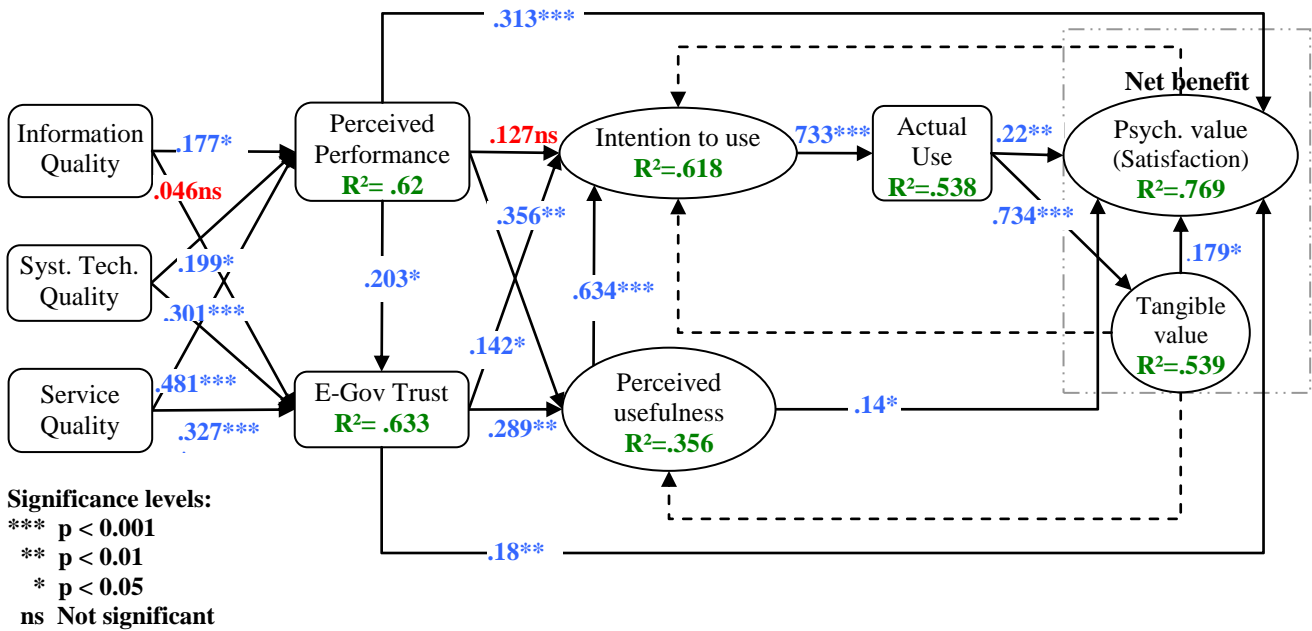 .313***
Net benefit
Information
Quality
.177*
.046ns
Perceived
Performance
R²= .62
.127ns
Intention to use
R²=.618
733***
Actual
Use
R²=.538
.22**
Psych. value
(Satisfaction)
R²=.769
.356**
.734***
Syst. Tech.
Quality
.199*
.301***
.203*
.634***
.179*
Tangible
value
R²=.539
.142*
Service
Quality
.481***
.327***
E-Gov Trust
R²= .633
.289**
Perceived
usefulness
R²=.356
.14*
.18**
Significance levels:
*** p < 0.001
** p < 0.01
* p < 0.05
ns Not significant